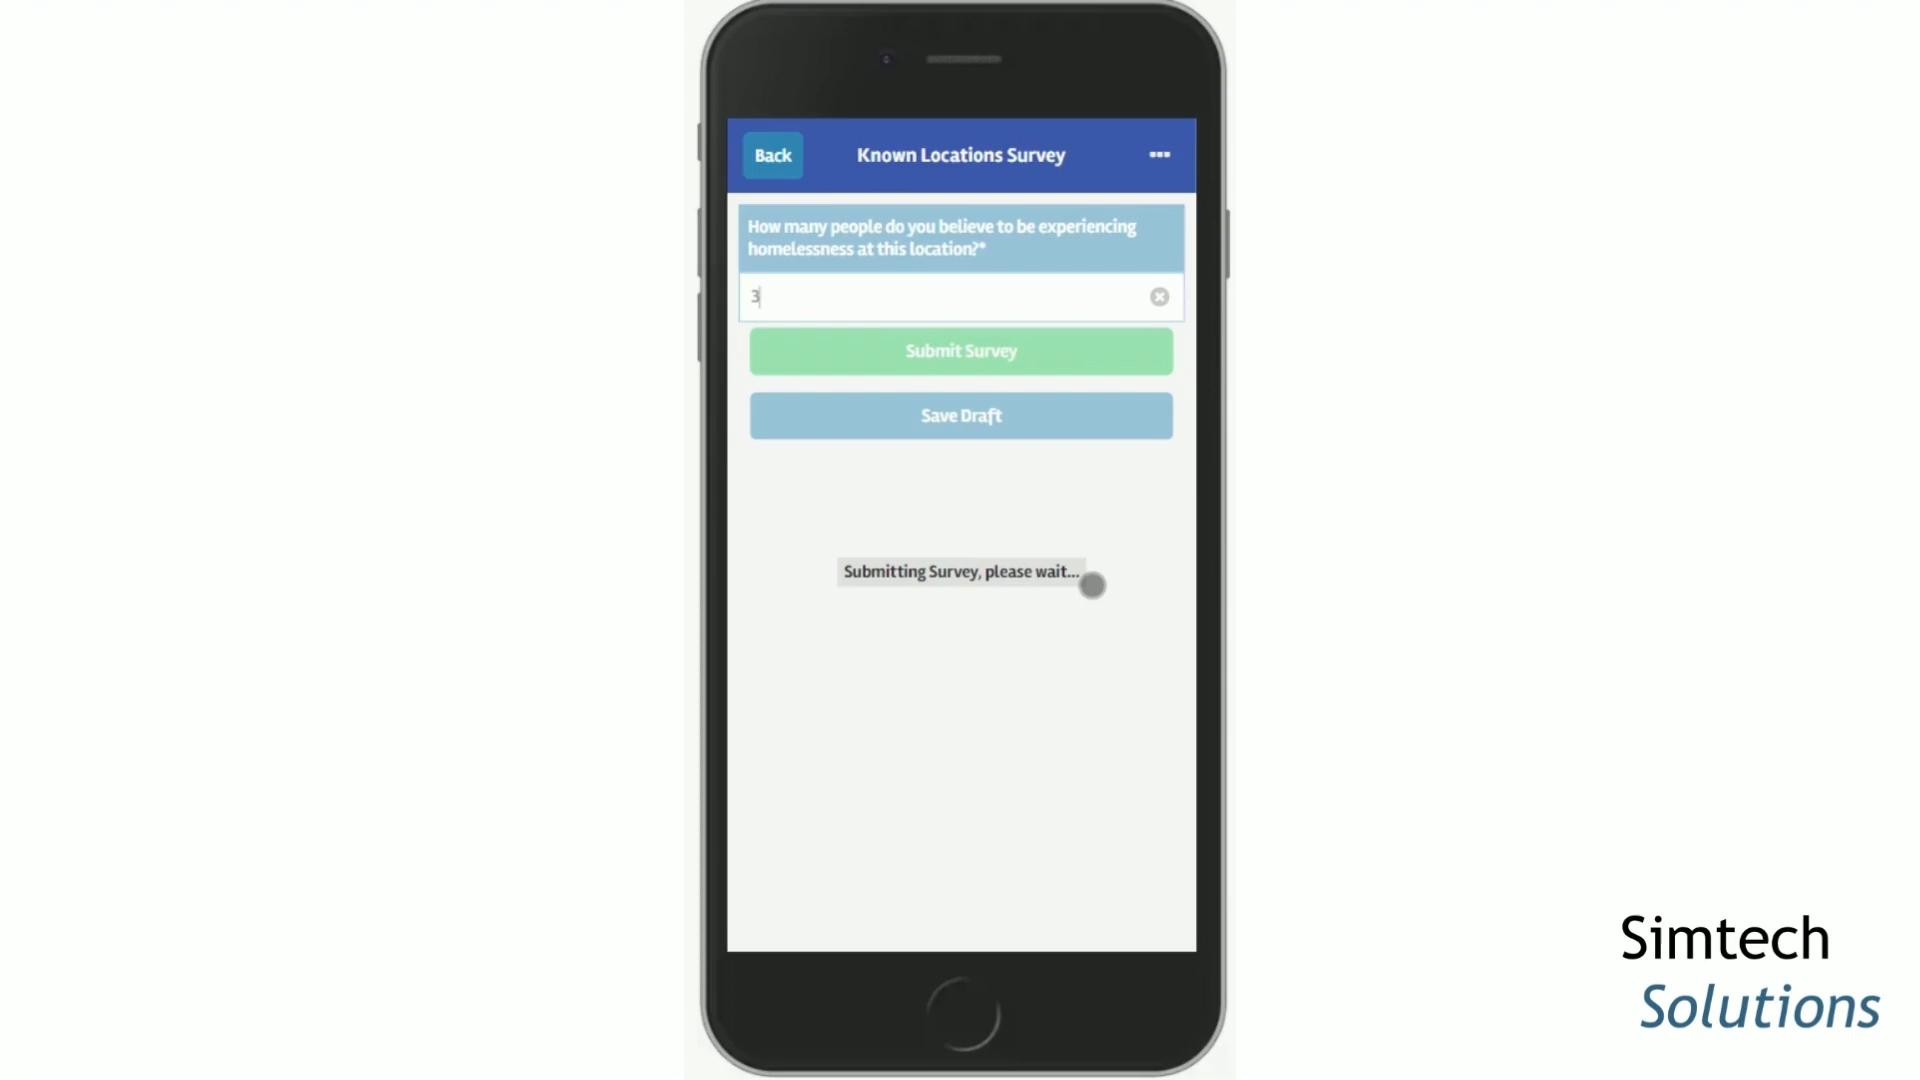 Back
Known Locations Survey
How many people do you believe to be experiencing
homelessness at this location?*
3
Submit Survey
Save Draft
Submitting Survey, please wait...
Simtech
Solutions